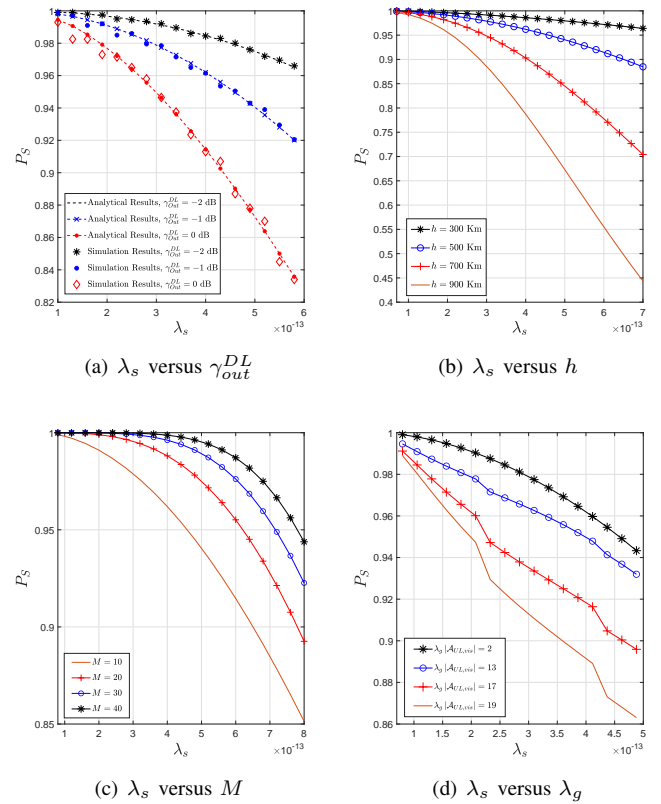 1
0.98
0.96
0.94
0.92
0.9
0.88
0.86
0.84
0.82
P_S
Analytical Results, γ_{Out}^{DL} = −2 dB
Analytical Results, γ_{Out}^{DL} = −1 dB
Analytical Results, γ_{Out}^{DL} = 0 dB
Simulation Results, γ_{Out}^{DL} = −2 dB
Simulation Results, γ_{Out}^{DL} = −1 dB
Simulation Results, γ_{Out}^{DL} = 0 dB
1 2 3 4 5 6
λ_s
×10^{-13}
(a) λ_s versus γ_{out}^{DL}
1
0.95
0.9
0.85
0.8
0.75
0.7
0.65
0.6
0.55
0.5
0.45
0.4
P_S
h = 300 Km
h = 500 Km
h = 700 Km
h = 900 Km
1 2 3 4 5 6 7
λ_s
×10^{-13}
(b) λ_s versus h
1
0.95
0.9
0.85
P_S
M = 10
M = 20
M = 30
M = 40
1 2 3 4 5 6 7 8
λ_s
×10^{-13}
(c) λ_s versus M
1
0.98
0.96
0.94
0.92
0.9
0.88
0.86
P_S
λ_g |A_{UL,vis}| = 2
λ_g |A_{UL,vis}| = 13
λ_g |A_{UL,vis}| = 17
λ_g |A_{UL,vis}| = 19
1 1.5 2 2.5 3 3.5 4 4.5 5
λ_s
×10^{-13}
(d) λ_s versus λ_g